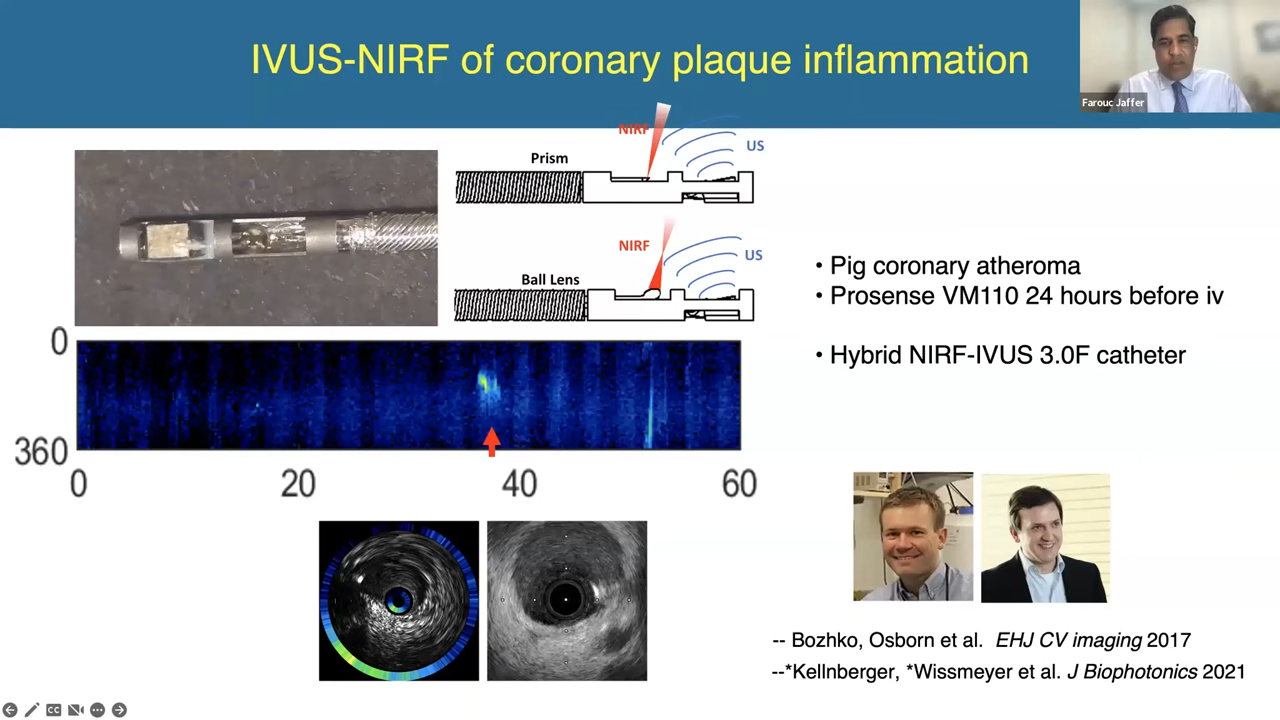 IVUS-NIRF of coronary plaque inflammation
Farouc Jaffer
NIRF
US
Prism
NIRF
US
Ball Lens
• Pig coronary atheroma
• Prosense VM110 24 hours before iv
• Hybrid NIRF-IVUS 3.0F catheter
0
360
0 20 40 60
-- Bozhko, Osborn et al. EHJ CV imaging 2017
--*Kellnberger, *Wissmeyer et al. J Biophotonics 2021
CC